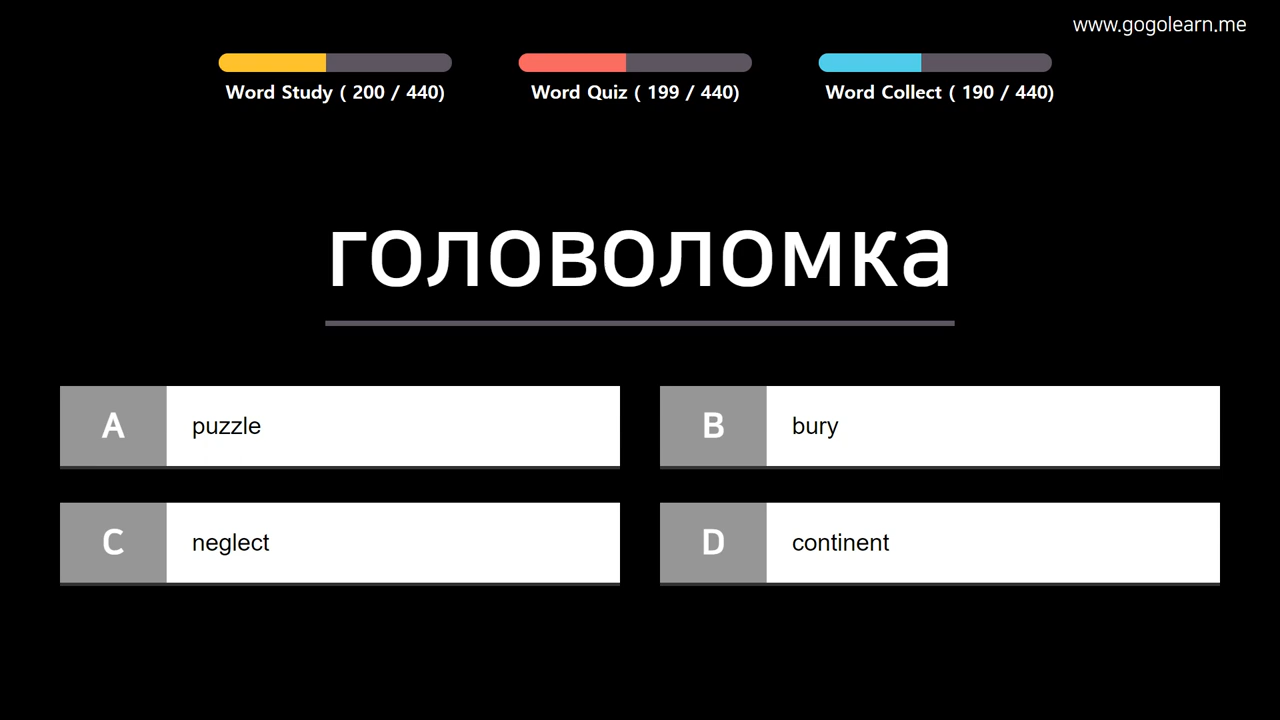 www.gogolearn.me
Word Study ( 200 / 440)
Word Quiz ( 199 / 440)
Word Collect ( 190 / 440)
головоломка
A puzzle
B bury
C neglect
D continent